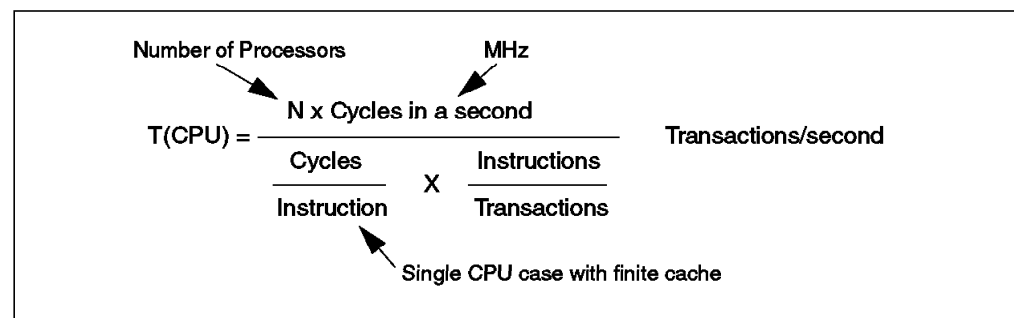 Number of Processors MHz
N x Cycles in a second
T(CPU) = Transactions/second
Cycles Instructions
X
Instruction Transactions
Single CPU case with finite cache